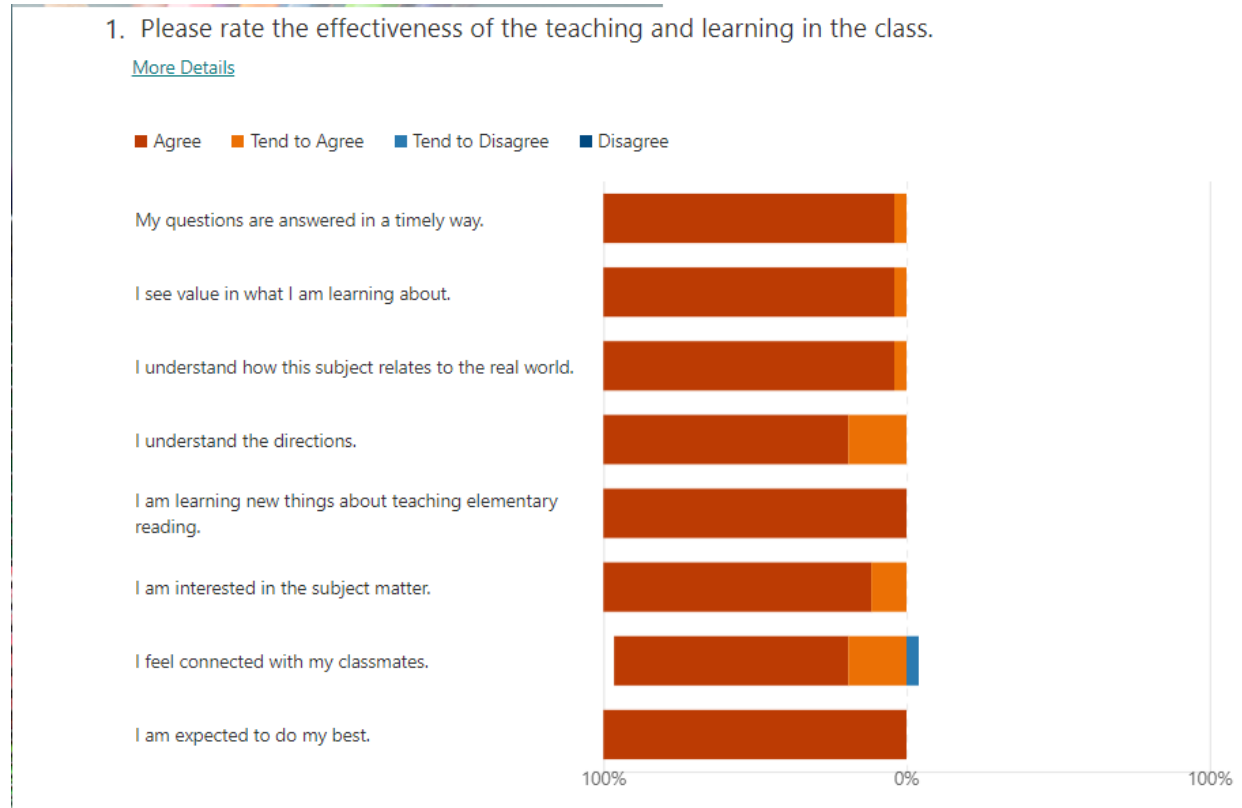 1. Please rate the effectiveness of the teaching and learning in the class.
More Details
Agree Tend to Agree Tend to Disagree Disagree
My questions are answered in a timely way.
I see value in what I am learning about.
I understand how this subject relates to the real world.
I understand the directions.
I am learning new things about teaching elementary
reading.
I am interested in the subject matter.
I feel connected with my classmates.
I am expected to do my best.
100% 0% 100%